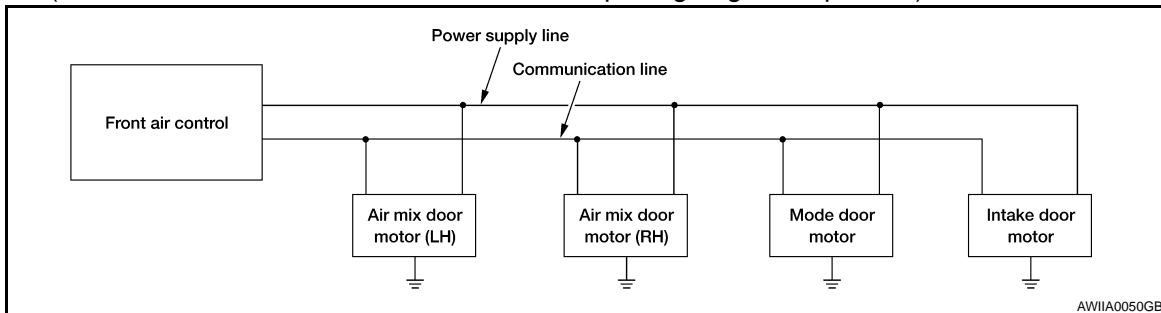 Power supply line
Communication line
Front air control
Air mix door
motor (LH)
Air mix door
motor (RH)
Mode door
motor
Intake door
motor
AWIIA0050GB